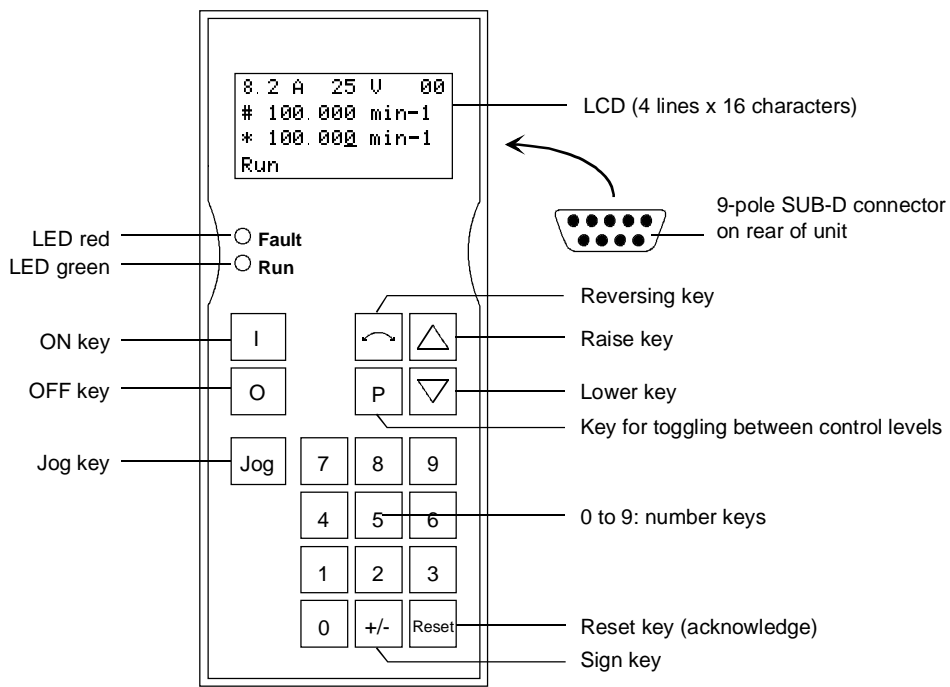 8.2 A 25 V 00
# 100.000 min-1
* 100.000 min-1
Run
LCD (4 lines x 16 characters)
9-pole SUB-D connector
on rear of unit
LED red
Fault
LED green
Run
Reversing key
ON key
I
Raise key
OFF key
O
P
Lower key
Key for toggling between control levels
Jog key
Jog
7
8
9
4
5
6
0 to 9: number keys
1
2
3
0
+/-
Reset
Reset key (acknowledge)
Sign key